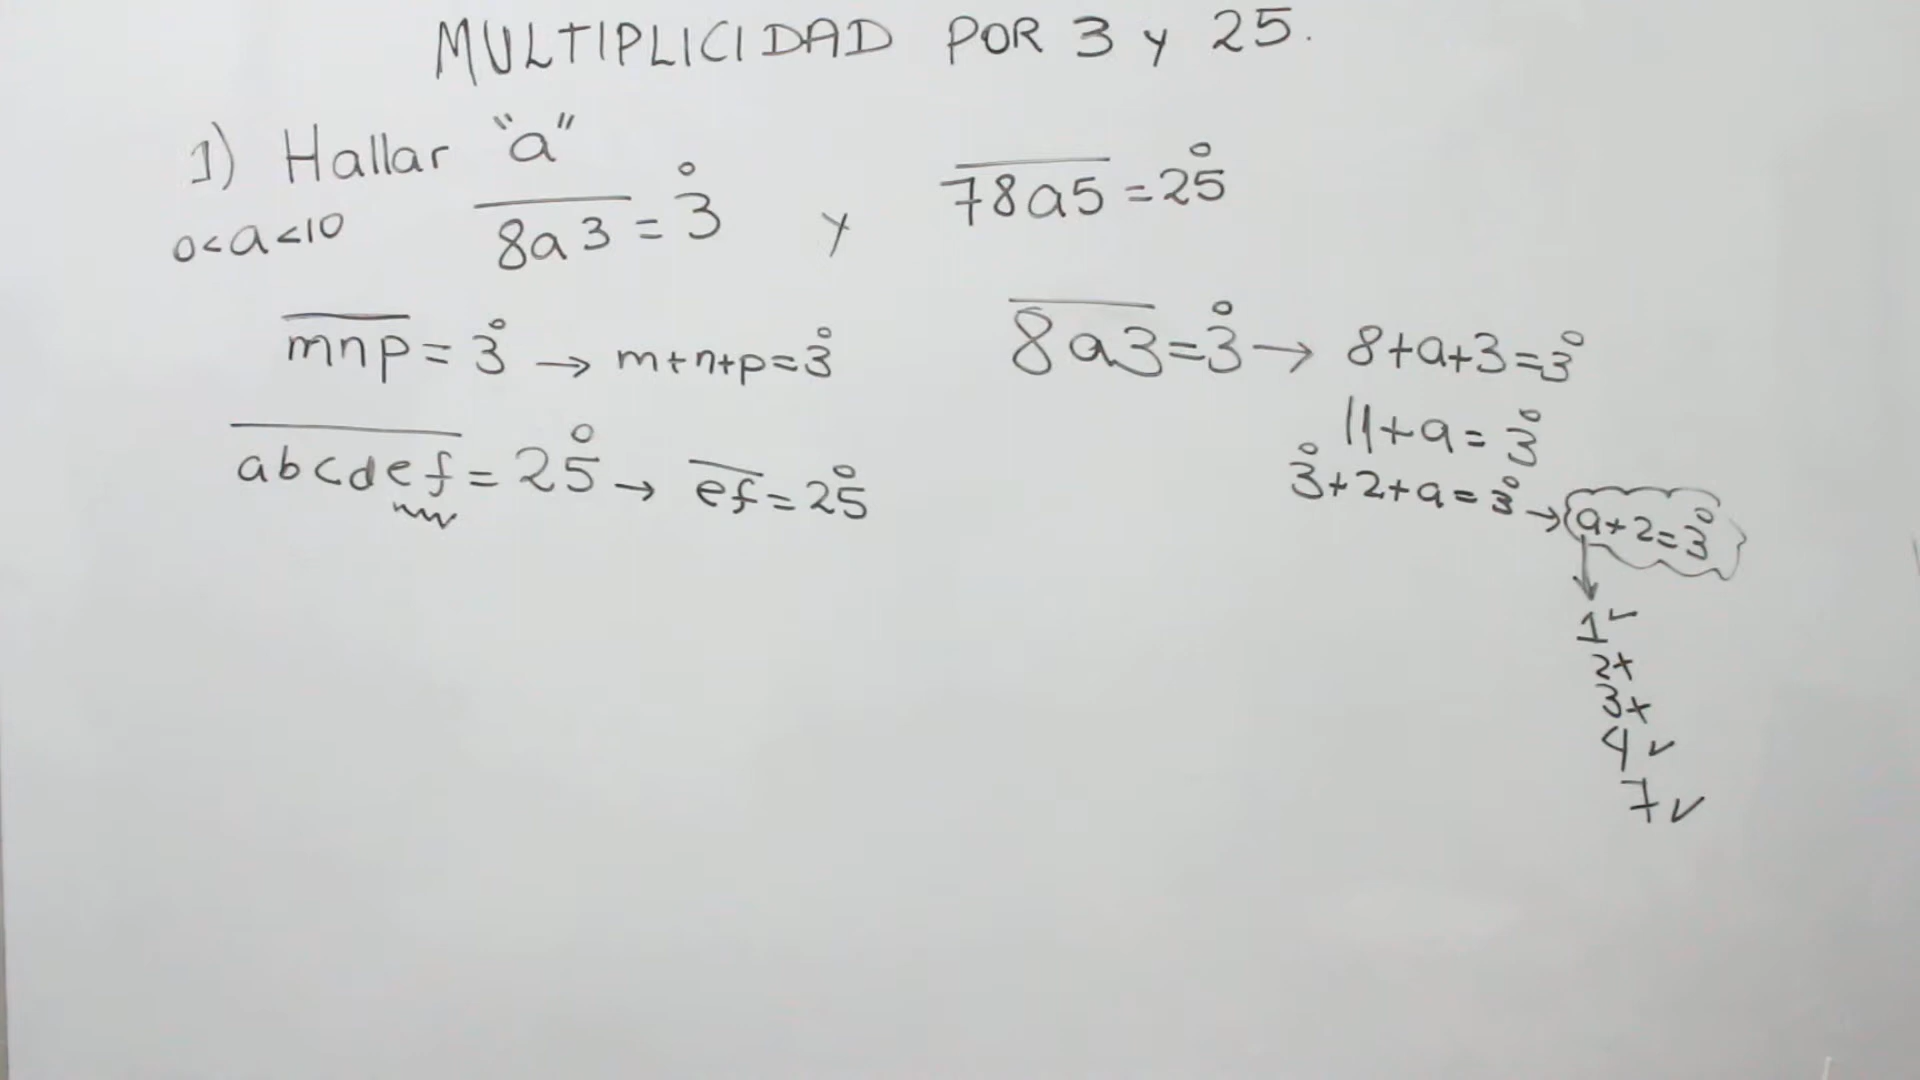 MULTIPLICIDAD POR 3 y 25.
1) Hallar "a"
0<a<10
8a3 = 3° y 78a5 = 25°
mnp = 3° → m+n+p = 3°
abcdef = 25° → ef = 25°
8a3 = 3° → 8+a+3 = 3°
11+a = 3°
3°+2+a = 3° → a+2 = 3°
1 ✓
2 x
3 x
4 ✓
7 ✓